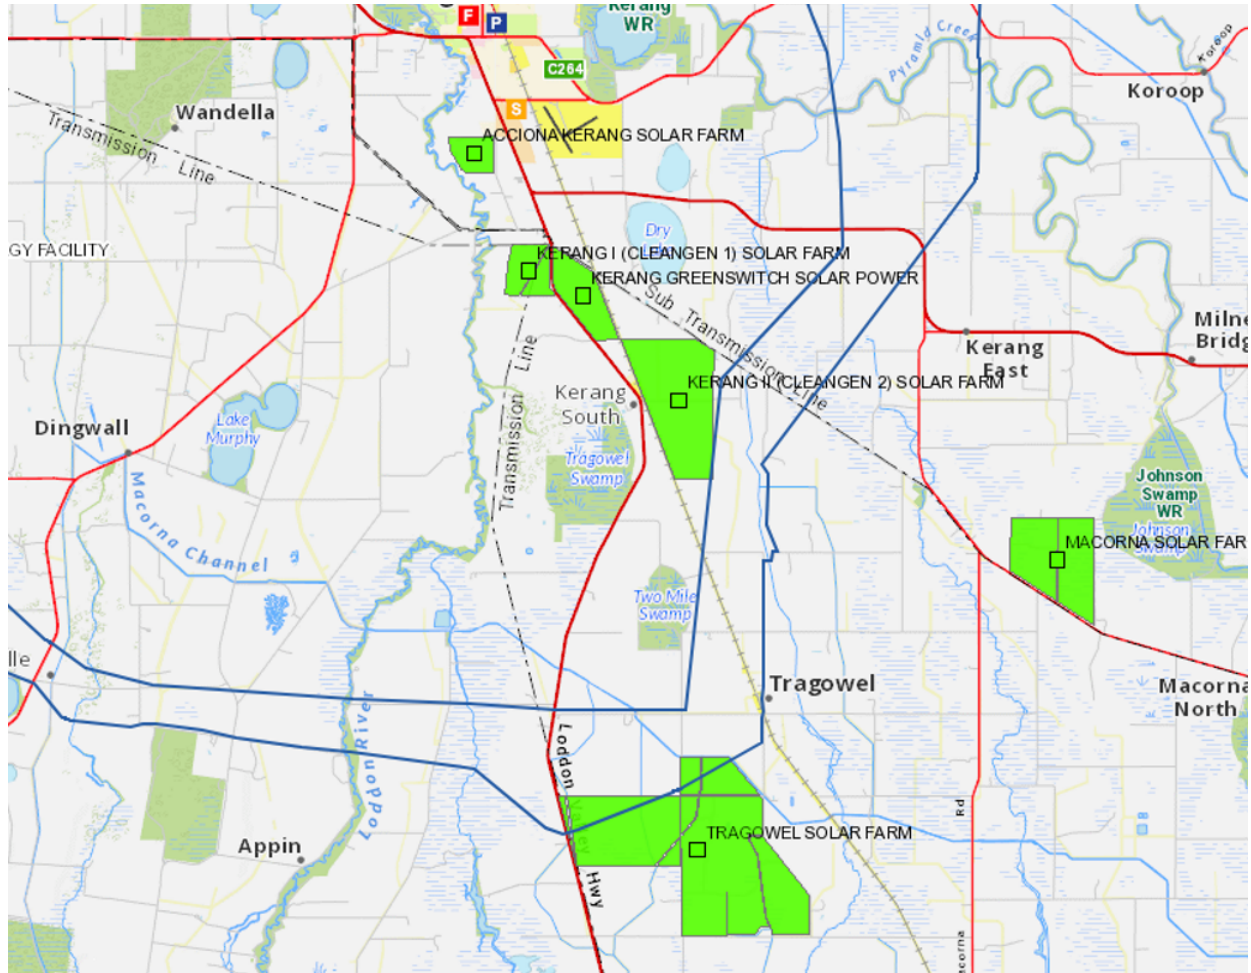 F
P
Kerang
WR
C264
Pyramid Creek
Koroop
Koroop
Wandella
S
ACCIONA KERANG SOLAR FARM
Transmission Line
GY FACILITY
Dry
KERANG I (CLEANGEN 1) SOLAR FARM
KERANG GREENSWITCH SOLAR POWER
Sub Transmission Line
Milne
Bridg
Kerang
East
Transmission Line
KERANG II (CLEANGEN 2) SOLAR FARM
Kerang
South
Lake
Murphy
Dingwall
Tragowel
Swamp
Johnson
Swamp
WR
Johnson
Swamp
Macorna Channel
MACORNA SOLAR FAR
Two Mile
Swamp
lle
Tragowel
Macorna
North
Loddon River
Loddon Valley Hwy
Rd
TRAGOWEL SOLAR FARM
Appin
acorna